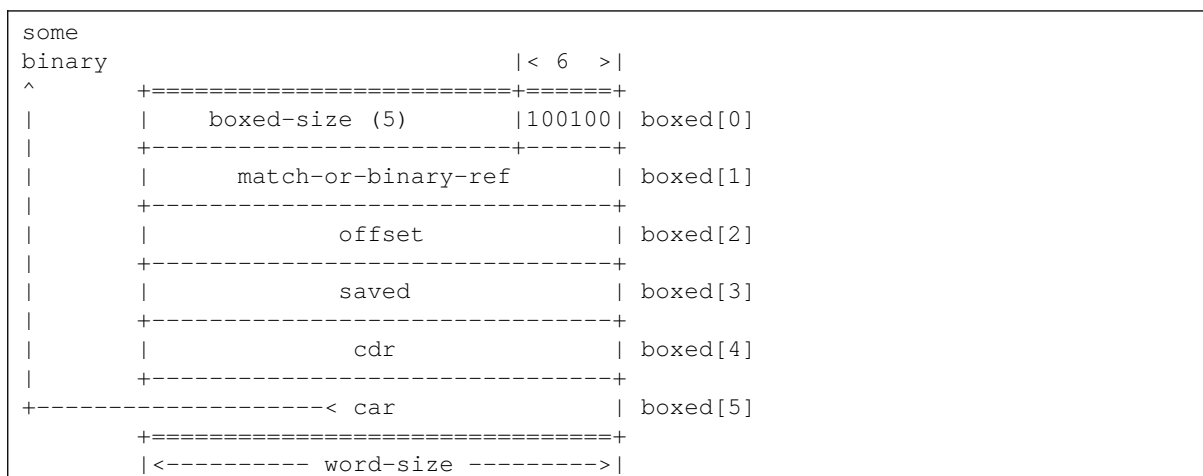 some
binary                            |< 6  >|
^       +=========================+======+
|       |    boxed-size (5)       |100100| boxed[0]
|       +-------------------------+------+
|       |      match-or-binary-ref       | boxed[1]
|       +--------------------------------+
|       |             offset             | boxed[2]
|       +--------------------------------+
|       |             saved              | boxed[3]
|       +--------------------------------+
|       |              cdr               | boxed[4]
|       +--------------------------------+
+--------------------< car               | boxed[5]
        +================================+
        |<---------- word-size --------->|